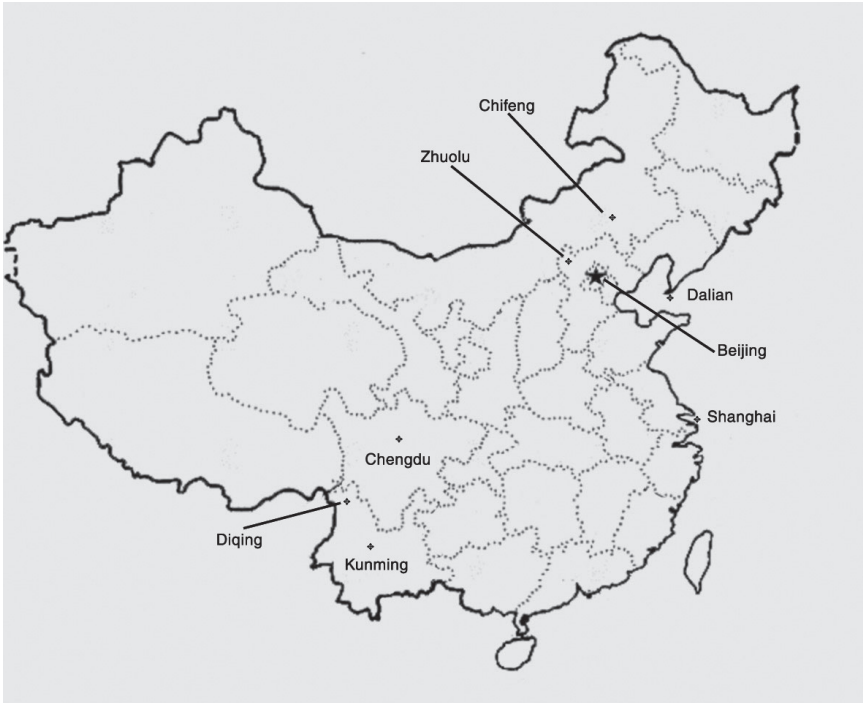 Chifeng
Zhuolu
Dalian
Beijing
Shanghai
Chengdu
Diqing
Kunming